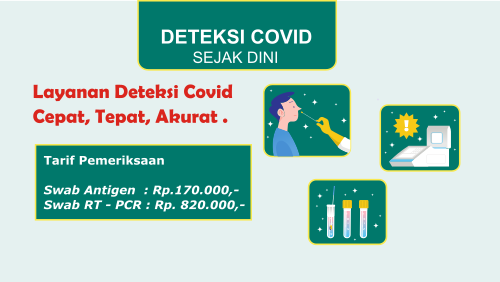 DETEKSI COVID
SEJAK DINI
Layanan Deteksi Covid
Cepat, Tepat, Akurat .
Tarif Pemeriksaan
Swab Antigen : Rp.170.000,-
Swab RT - PCR : Rp. 820.000,-